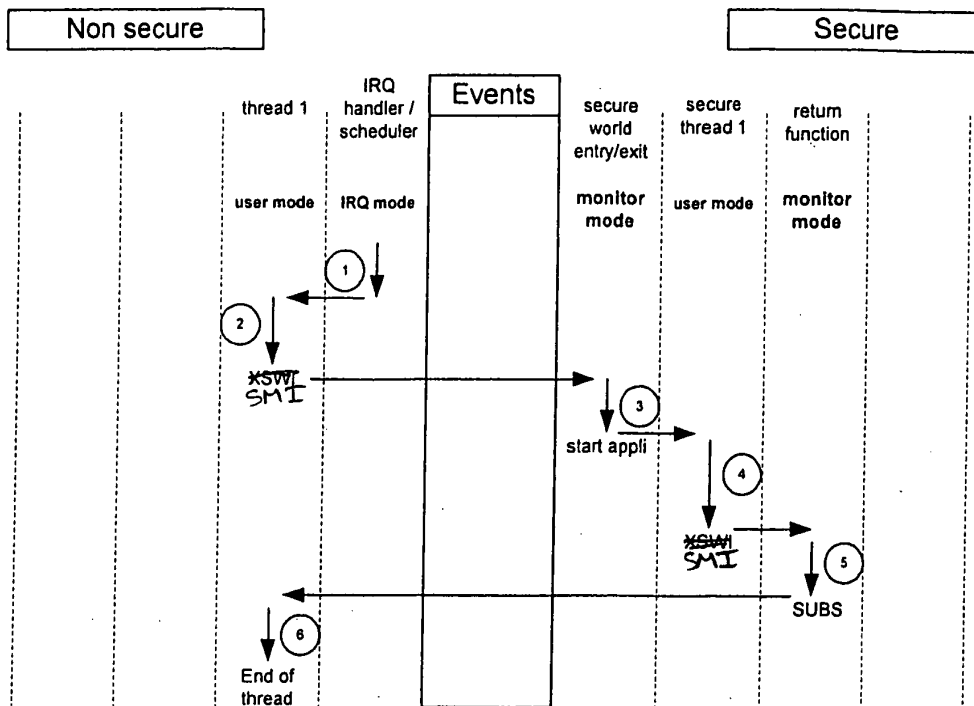 Non secure
Secure
Events
thread 1
IRQ
handler /
scheduler
secure
world
entry/exit
secure
thread 1
return
function
user mode
IRQ mode
monitor
mode
user mode
monitor
mode
1
2
XSWI
SMI
3
start appli
4
XSWI
SMI
5
SUBS
6
End of
thread